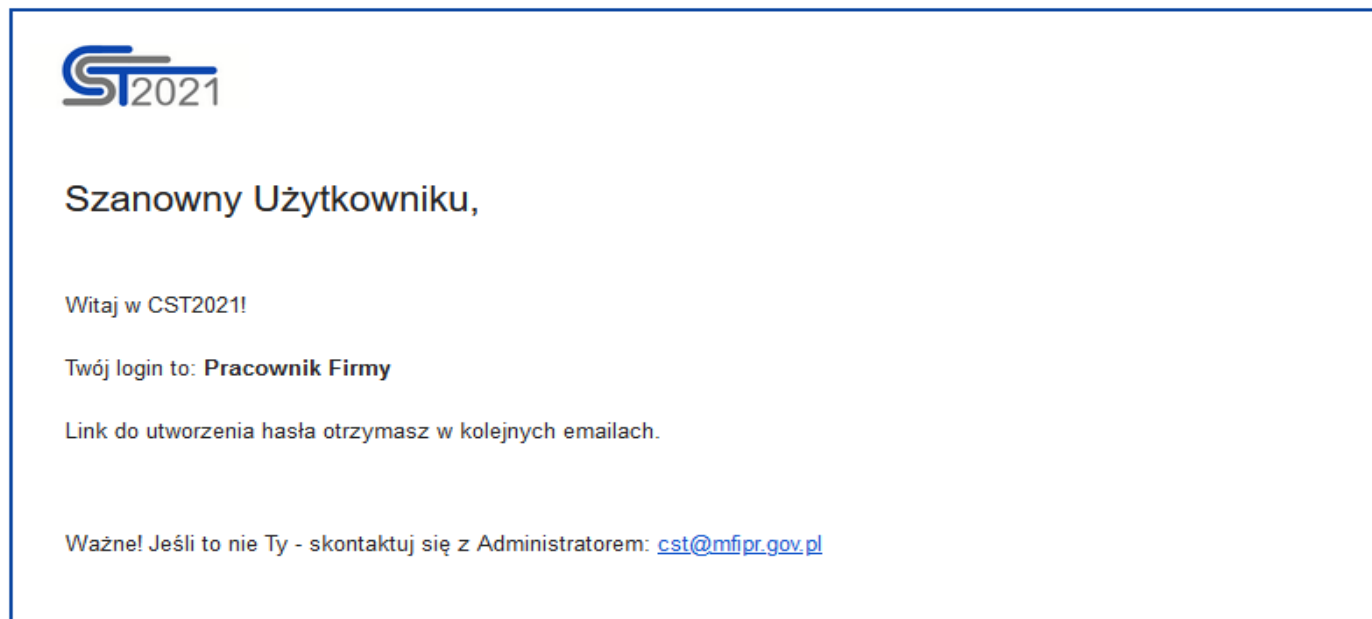 CST2021
Szanowny Użytkowniku,
Witaj w CST2021!
Twój login to: Pracownik Firmy
Link do utworzenia hasła otrzymasz w kolejnych emailach.
Ważne! Jeśli to nie Ty - skontaktuj się z Administratorem: cst@mfipr.gov.pl